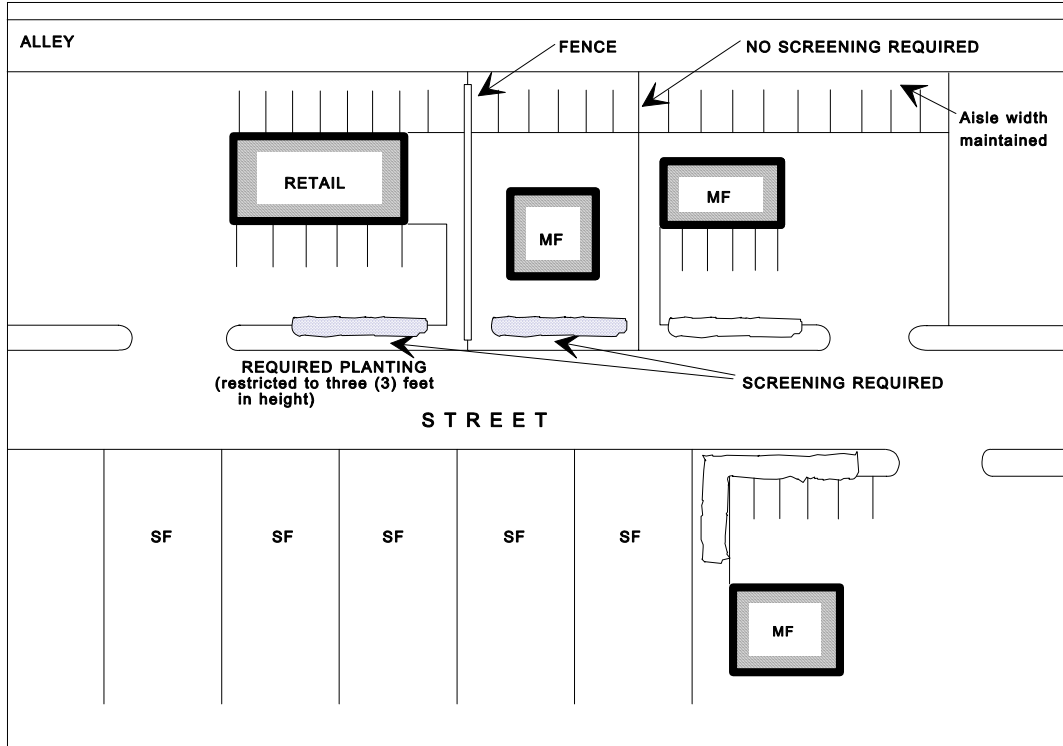 ALLEY
FENCE
NO SCREENING REQUIRED
Aisle width
maintained
RETAIL
MF
MF
REQUIRED PLANTING
(restricted to three (3) feet
in height)
SCREENING REQUIRED
STREET
SF
SF
SF
SF
SF
MF